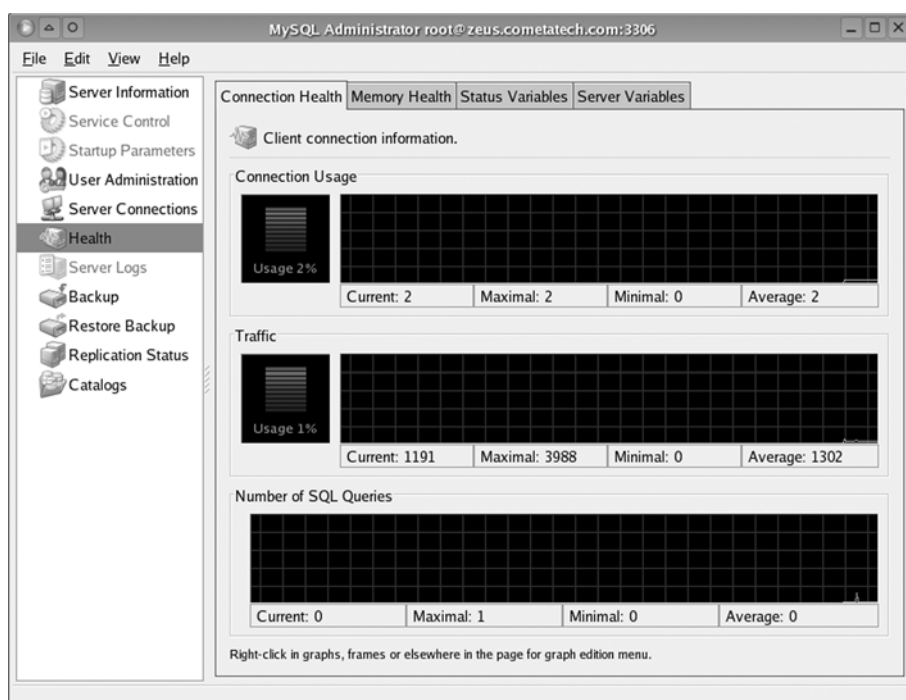 MySQL Administrator root@zeus.cometatech.com:3306
File Edit View Help
Server Information
Service Control
Startup Parameters
User Administration
Server Connections
Health
Server Logs
Backup
Restore Backup
Replication Status
Catalogs
Connection Health Memory Health Status Variables Server Variables
Client connection information.
Connection Usage
Usage 2%
Current: 2 Maximal: 2 Minimal: 0 Average: 2
Traffic
Usage 1%
Current: 1191 Maximal: 3988 Minimal: 0 Average: 1302
Number of SQL Queries
Current: 0 Maximal: 1 Minimal: 0 Average: 0
Right-click in graphs, frames or elsewhere in the page for graph edition menu.